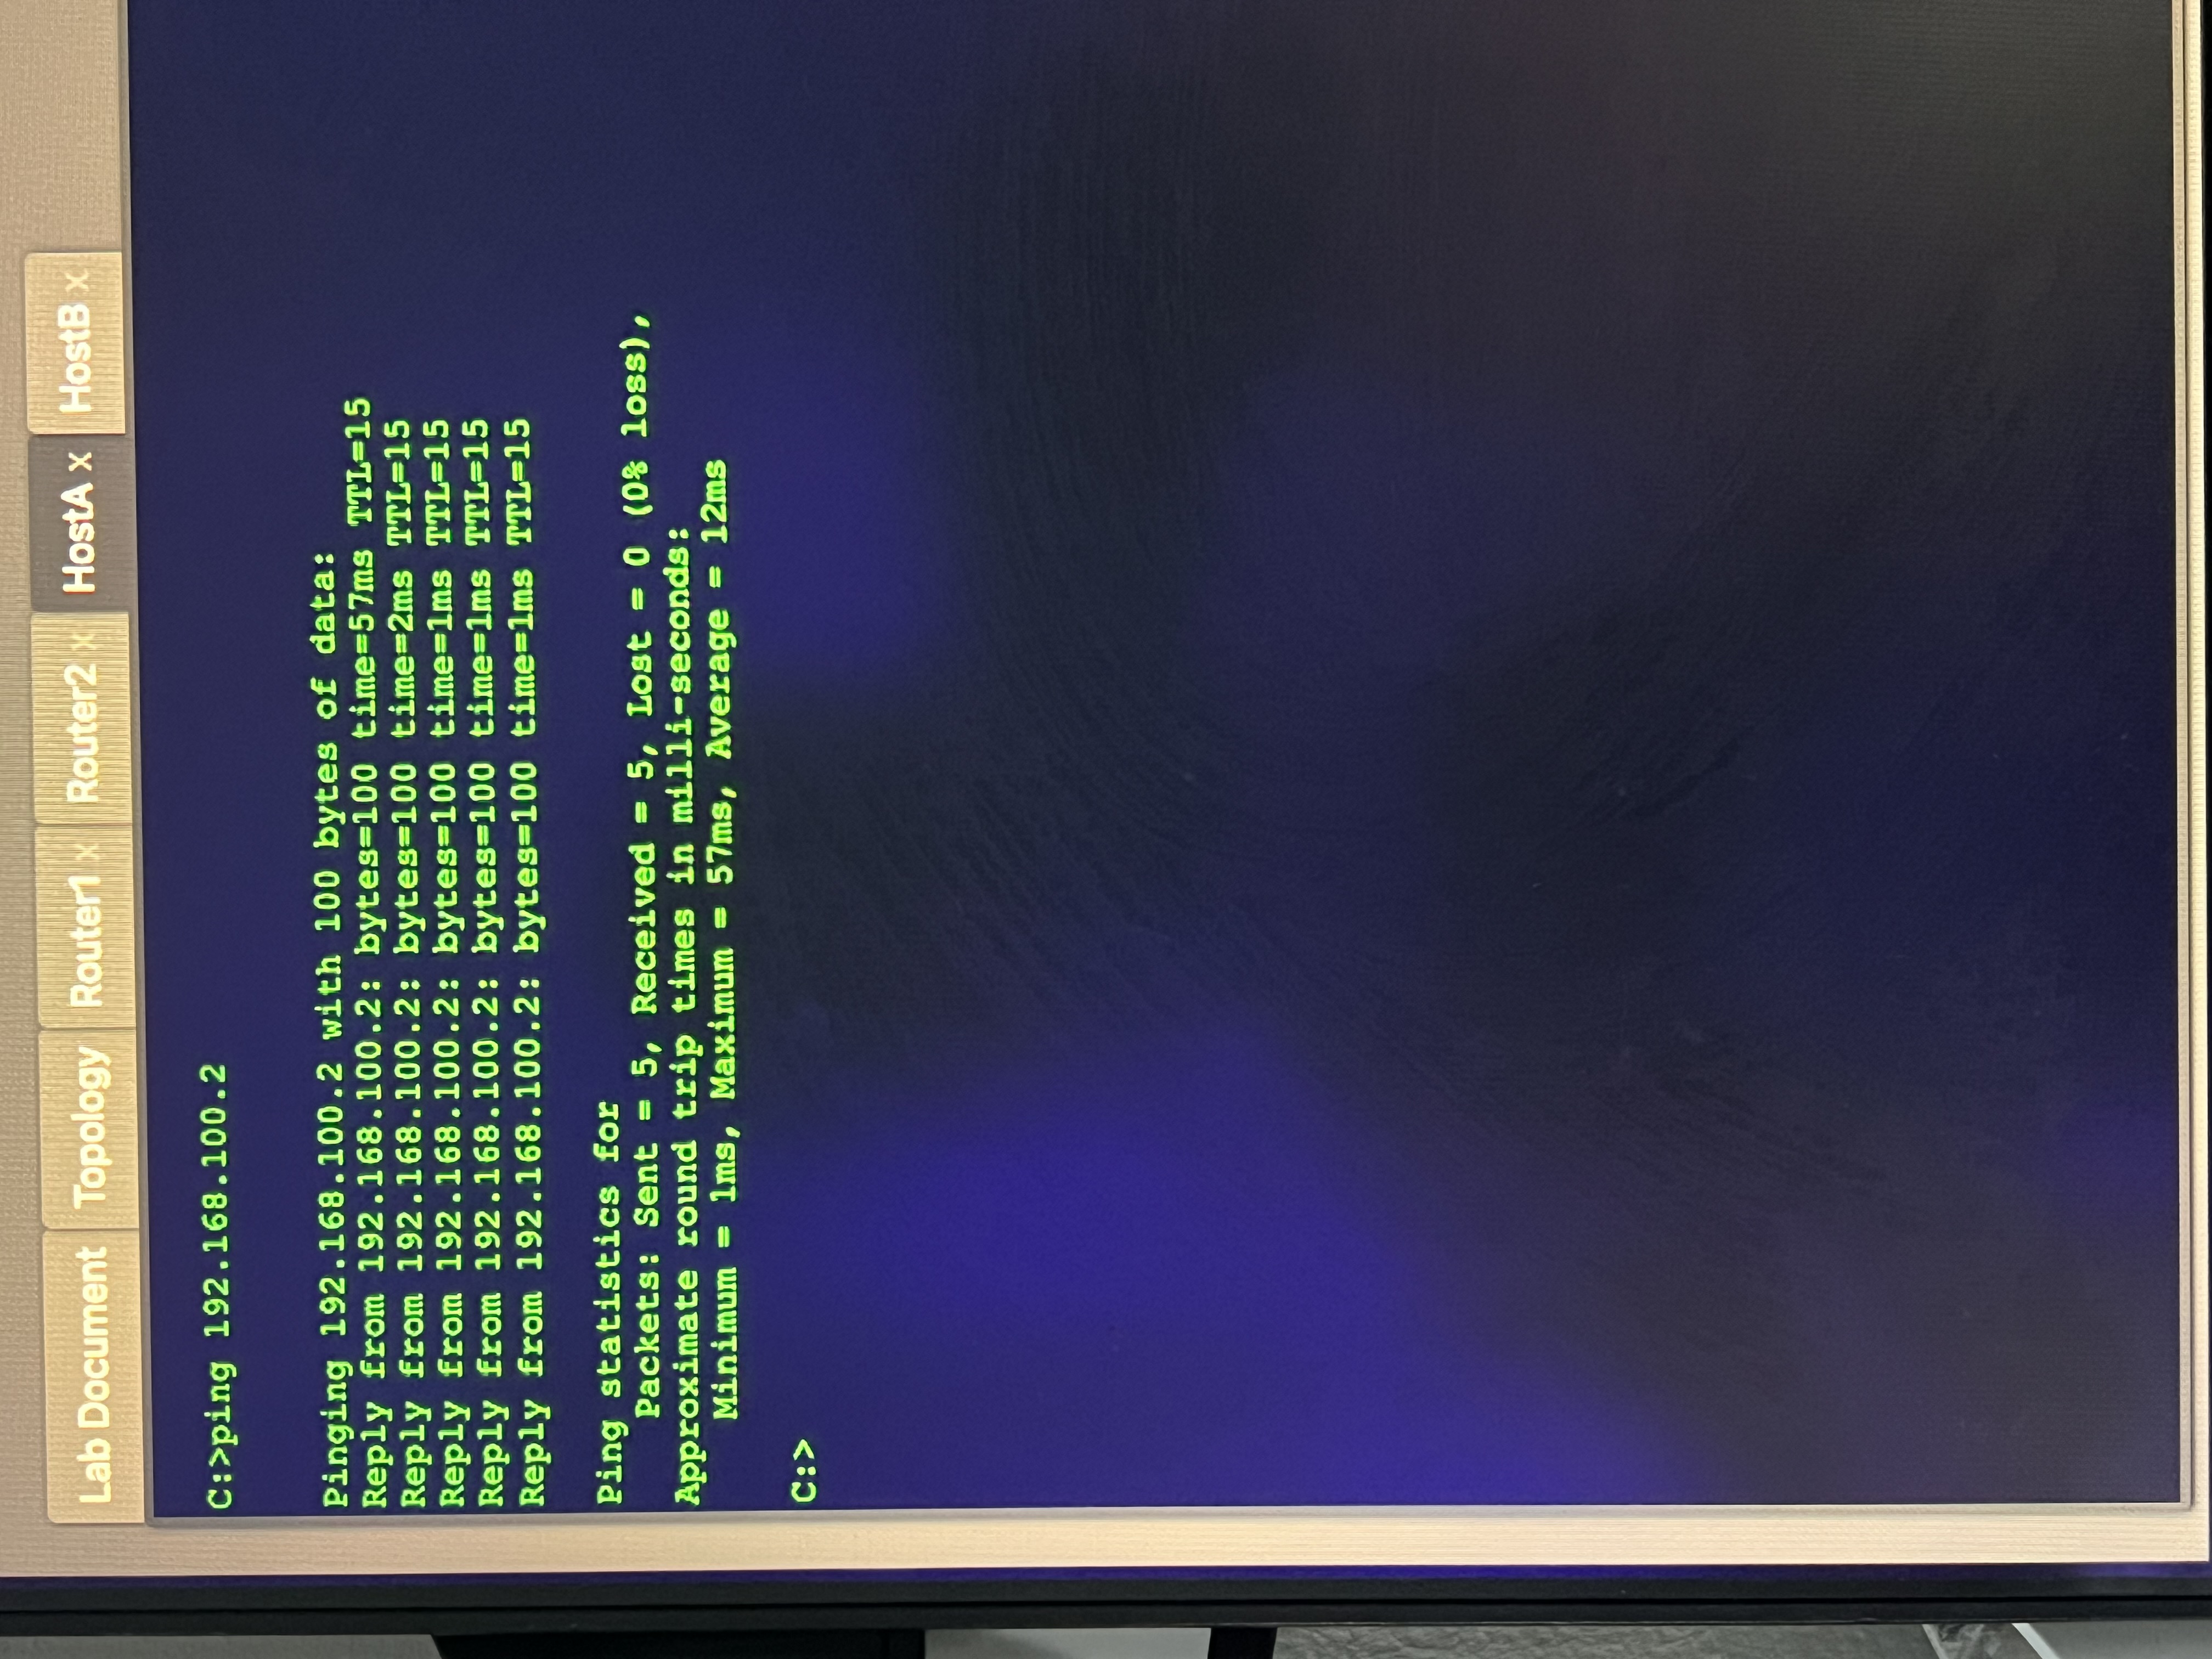 Lab Document Topology Router1 x Router2 x HostA x HostB x
C:>ping 192.168.100.2
Pinging 192.168.100.2 with 100 bytes of data:
Reply from 192.168.100.2: bytes=100 time=57ms TTL=15
Reply from 192.168.100.2: bytes=100 time=2ms TTL=15
Reply from 192.168.100.2: bytes=100 time=1ms TTL=15
Reply from 192.168.100.2: bytes=100 time=1ms TTL=15
Reply from 192.168.100.2: bytes=100 time=1ms TTL=15
Ping statistics for
Packets: Sent = 5, Received = 5, Lost = 0 (0% loss),
Approximate round trip times in milli-seconds:
Minimum = 1ms, Maximum = 57ms, Average = 12ms
C:>